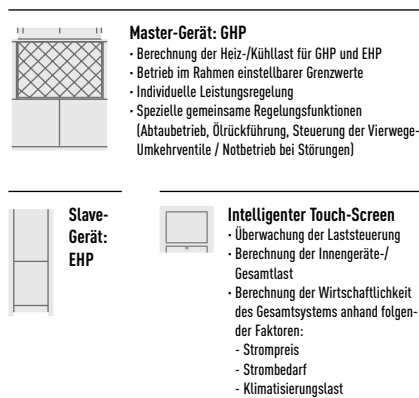 Master-Gerät: GHP
· Berechnung der Heiz-/Kühllast für GHP und EHP
· Betrieb im Rahmen einstellbarer Grenzwerte
· Individuelle Leistungsregelung
· Spezielle gemeinsame Regelungsfunktionen
(Abtaubetrieb, Ölrückführung, Steuerung der Vierwege-
Umkehrventile / Notbetrieb bei Störungen)
Slave-
Gerät:
EHP
Intelligenter Touch-Screen
· Überwachung der Laststeuerung
· Berechnung der Innengeräte-/
Gesamtlast
· Berechnung der Wirtschaftlichkeit
des Gesamtsystems anhand folgen-
der Faktoren:
- Strompreis
- Strombedarf
- Klimatisierungslast